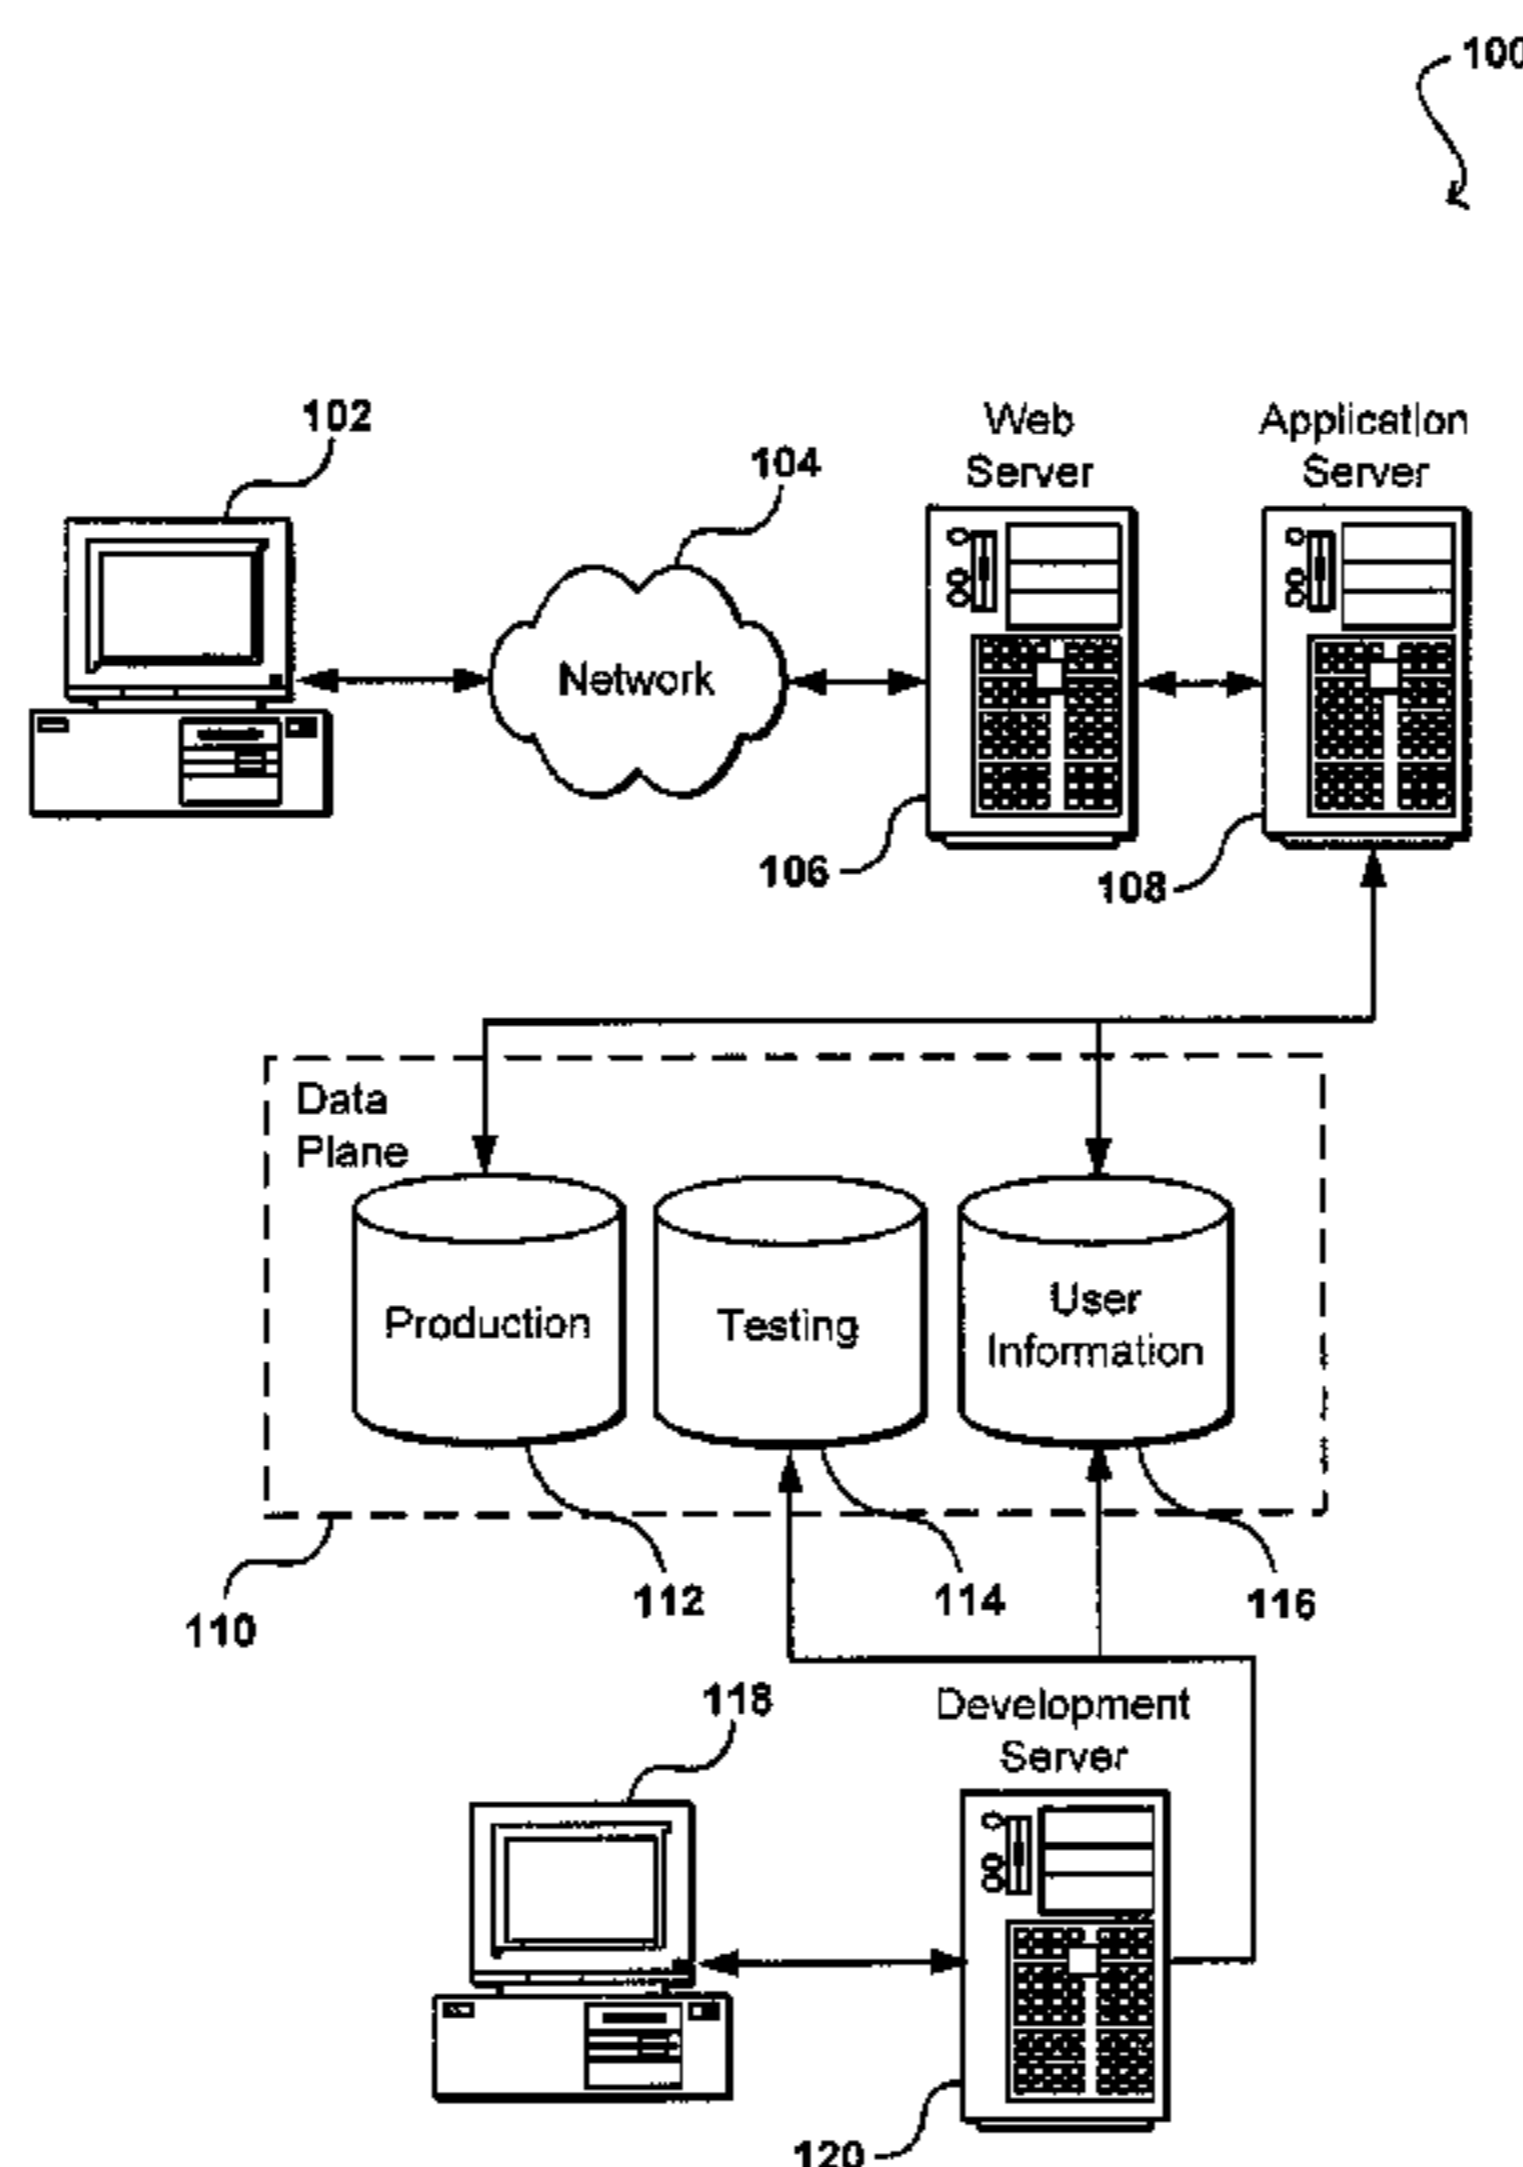 100
102
104
Web
Server
Application
Server
Network
106
108
Data
Plane
Production
Testing
User
Information
112
114
116
110
118
Development
Server
120